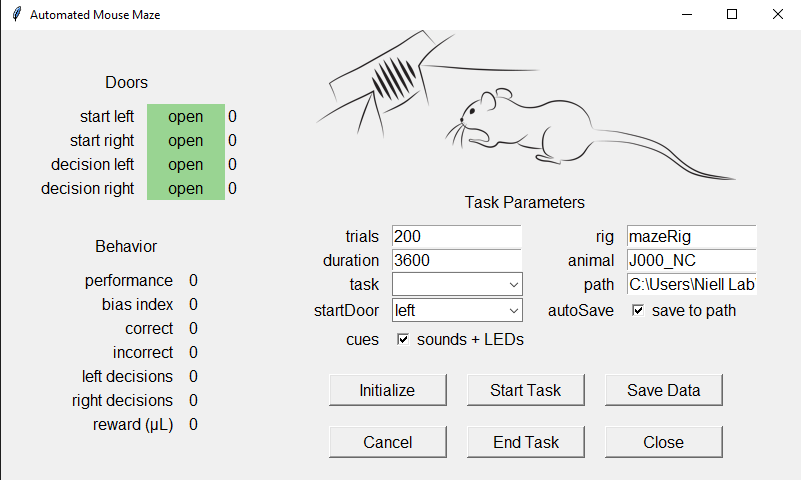 Automated Mouse Maze
Doors
start left open 0
start right open 0
decision left open 0
decision right open 0
Behavior
performance 0
bias index 0
correct 0
incorrect 0
left decisions 0
right decisions 0
reward (µL) 0
Task Parameters
trials 200 rig mazeRig
duration 3600 animal J000_NC
task path C:\Users\Niell Lab
startDoor left autoSave save to path
cues sounds + LEDs
Initialize Start Task Save Data
Cancel End Task Close